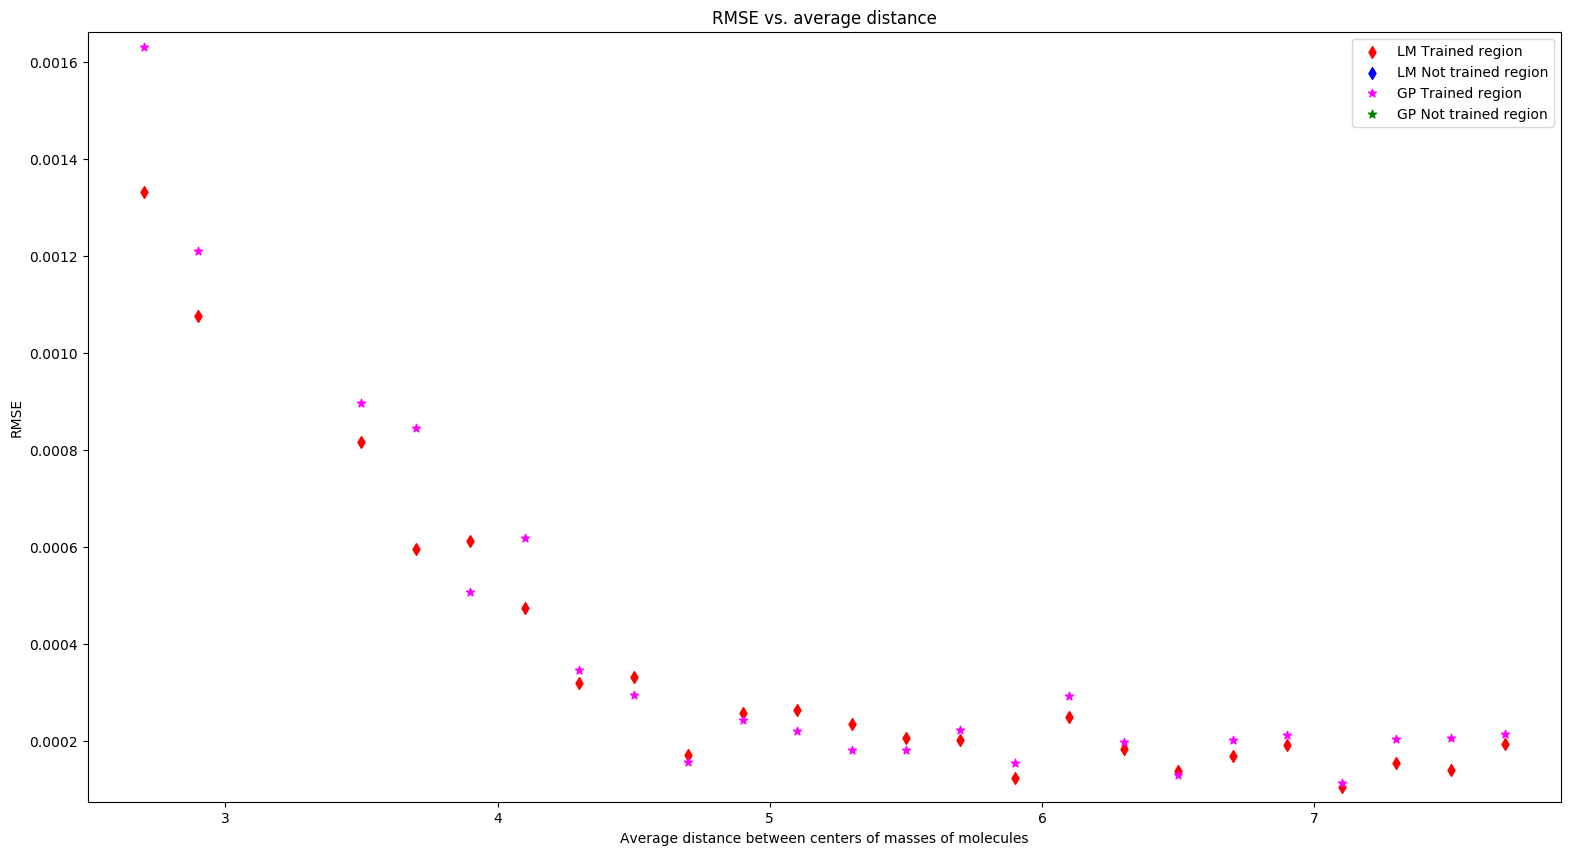 RMSE vs. average distance
LM Trained region
LM Not trained region
GP Trained region
GP Not trained region
0.0016
0.0014
0.0012
0.0010
0.0008
0.0006
0.0004
0.0002
RMSE
3 4 5 6 7
Average distance between centers of masses of molecules